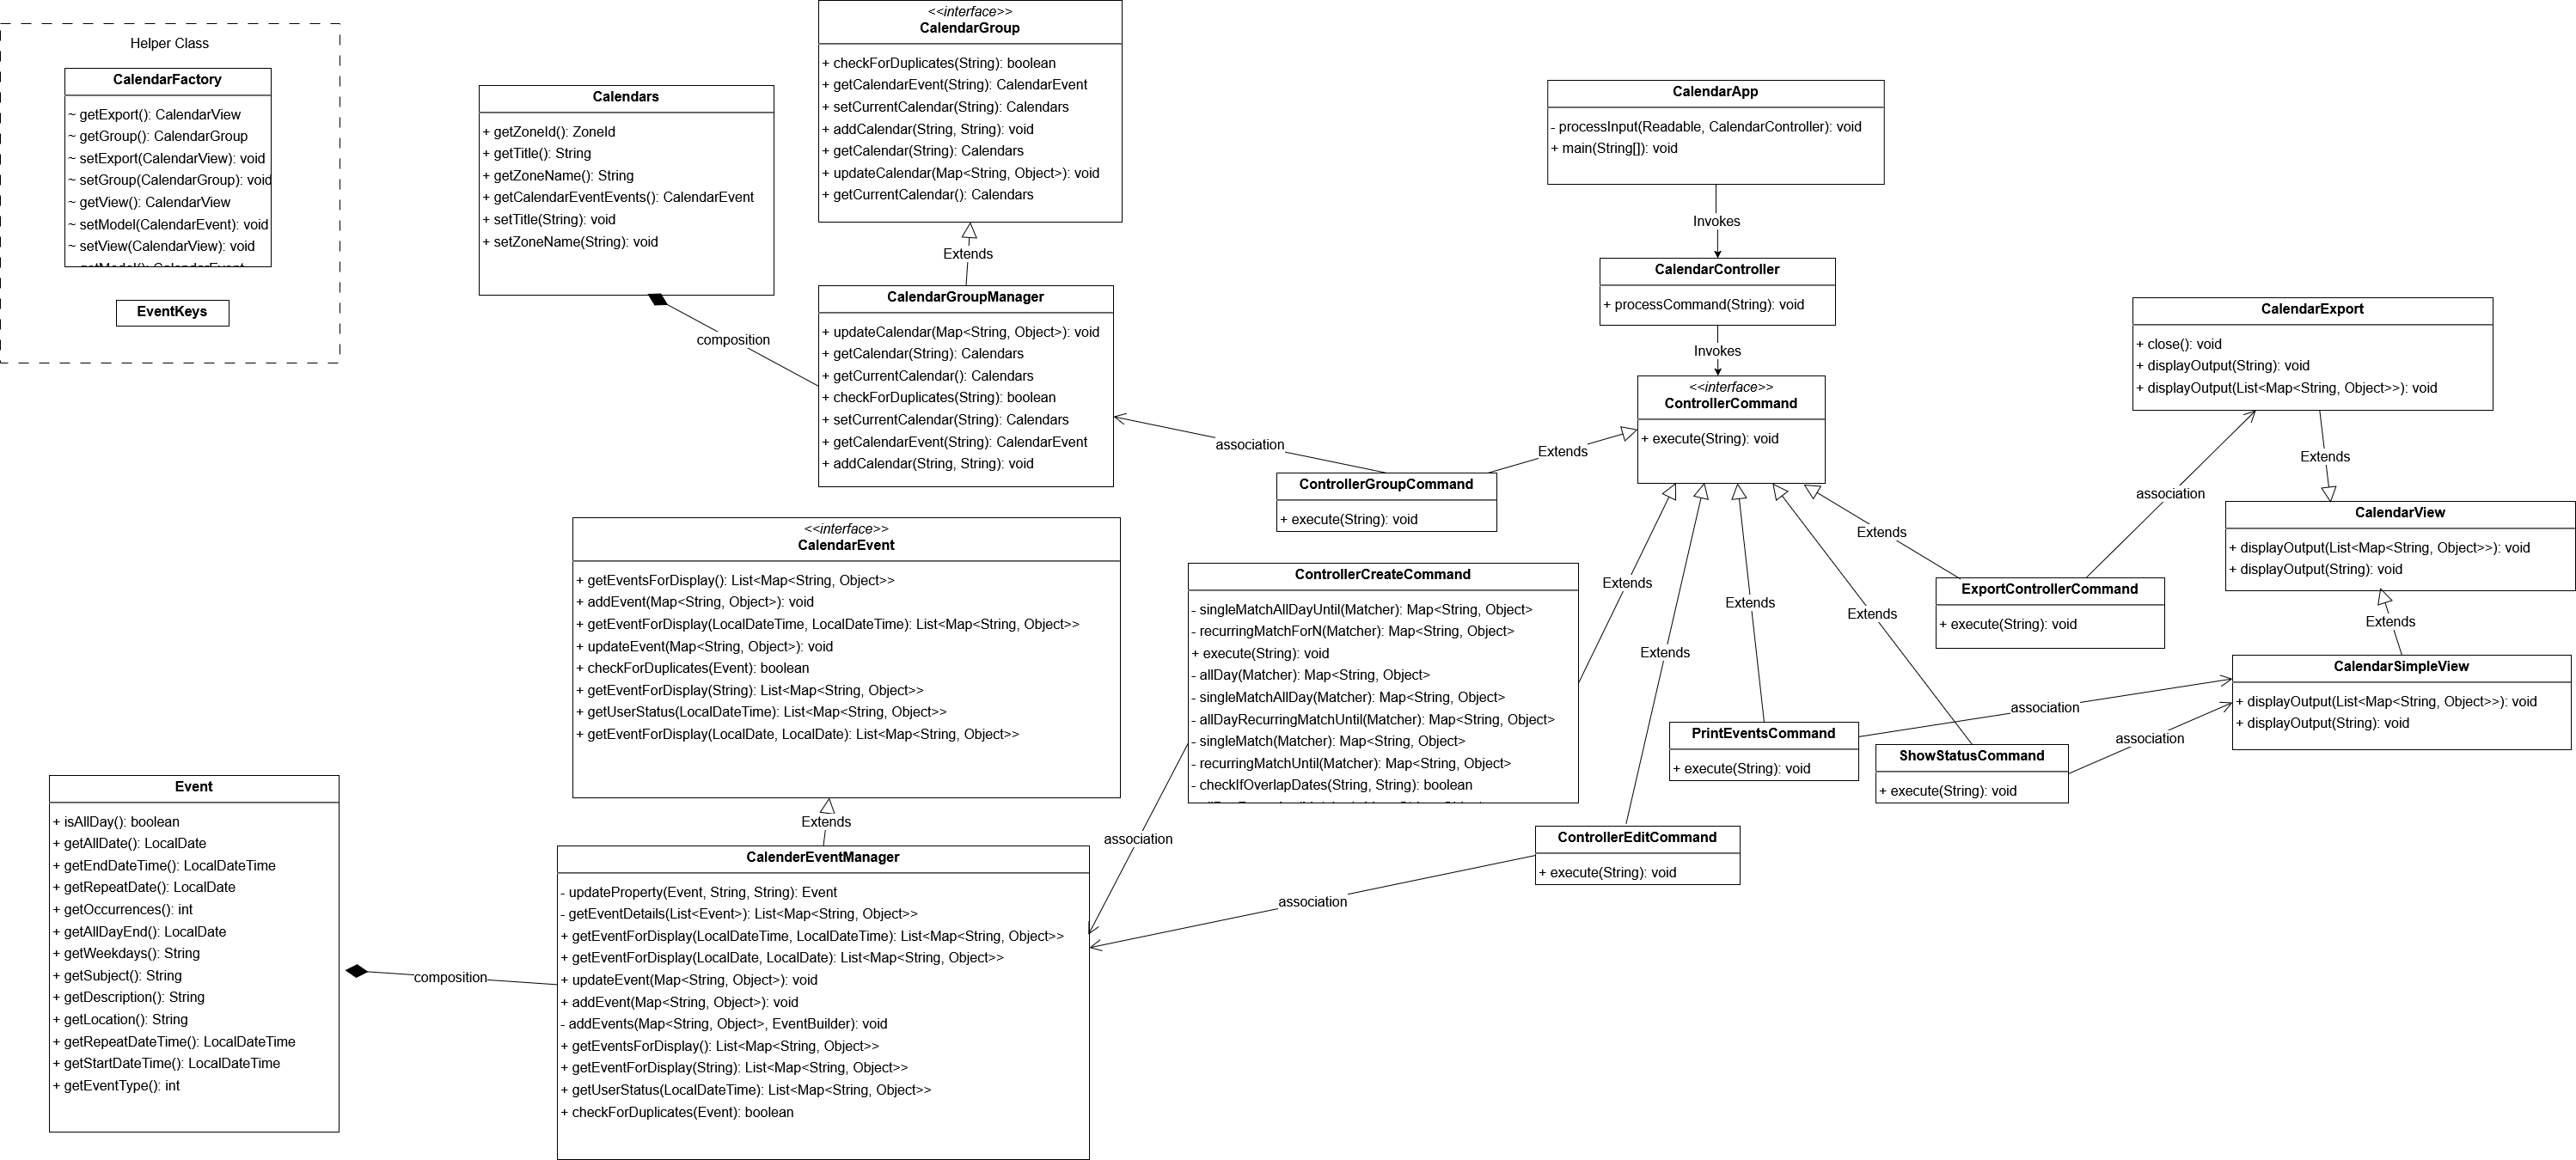 Helper Class
CalendarFactory
~ getExport(): CalendarView
~ getGroup(): CalendarGroup
~ setExport(CalendarView): void
~ setGroup(CalendarGroup): void
~ getView(): CalendarView
~ setModel(CalendarEvent): void
~ setView(CalendarView): void
EventKeys
Calendars
+ getZoneId(): ZoneId
+ getTitle(): String
+ getZoneName(): String
+ getCalendarEventEvents(): CalendarEvent
+ setTitle(String): void
+ setZoneName(String): void
<<interface>>
CalendarGroup
+ checkForDuplicates(String): boolean
+ getCalendarEvent(String): CalendarEvent
+ setCurrentCalendar(String): Calendars
+ addCalendar(String, String): void
+ getCalendar(String): Calendars
+ updateCalendar(Map<String, Object>): void
+ getCurrentCalendar(): Calendars
Extends
CalendarGroupManager
+ updateCalendar(Map<String, Object>): void
+ getCalendar(String): Calendars
+ getCurrentCalendar(): Calendars
+ checkForDuplicates(String): boolean
+ setCurrentCalendar(String): Calendars
+ getCalendarEvent(String): CalendarEvent
+ addCalendar(String, String): void
composition
association
CalendarApp
- processInput(Readable, CalendarController): void
+ main(String[]): void
Invokes
CalendarController
+ processCommand(String): void
Invokes
<<interface>>
ControllerCommand
+ execute(String): void
Extends
ControllerGroupCommand
+ execute(String): void
CalendarExport
+ close(): void
+ displayOutput(String): void
+ displayOutput(List<Map<String, Object>>): void
Extends
association
CalendarView
+ displayOutput(List<Map<String, Object>>): void
+ displayOutput(String): void
Extends
ExportControllerCommand
+ execute(String): void
Extends
CalendarSimpleView
+ displayOutput(List<Map<String, Object>>): void
+ displayOutput(String): void
<<interface>>
CalendarEvent
+ getEventsForDisplay(): List<Map<String, Object>>
+ addEvent(Map<String, Object>): void
+ getEventForDisplay(LocalDateTime, LocalDateTime): List<Map<String, Object>>
+ updateEvent(Map<String, Object>): void
+ checkForDuplicates(Event): boolean
+ getEventForDisplay(String): List<Map<String, Object>>
+ getUserStatus(LocalDateTime): List<Map<String, Object>>
+ getEventForDisplay(LocalDate, LocalDate): List<Map<String, Object>>
Extends
ControllerCreateCommand
- singleMatchAllDayUntil(Matcher): Map<String, Object>
- recurringMatchForN(Matcher): Map<String, Object>
+ execute(String): void
- allDay(Matcher): Map<String, Object>
- singleMatchAllDay(Matcher): Map<String, Object>
- allDayRecurringMatchUntil(Matcher): Map<String, Object>
- singleMatch(Matcher): Map<String, Object>
- recurringMatchUntil(Matcher): Map<String, Object>
- checkIfOverlapDates(String, String): boolean
Extends
Extends
Extends
Extends
PrintEventsCommand
+ execute(String): void
association
ShowStatusCommand
+ execute(String): void
association
ControllerEditCommand
+ execute(String): void
association
association
Event
+ isAllDay(): boolean
+ getAllDate(): LocalDate
+ getEndDateTime(): LocalDateTime
+ getRepeatDate(): LocalDate
+ getOccurrences(): int
+ getAllDayEnd(): LocalDate
+ getWeekdays(): String
+ getSubject(): String
+ getDescription(): String
+ getLocation(): String
+ getRepeatDateTime(): LocalDateTime
+ getStartDateTime(): LocalDateTime
+ getEventType(): int
composition
CalenderEventManager
- updateProperty(Event, String, String): Event
- getEventDetails(List<Event>): List<Map<String, Object>>
+ getEventForDisplay(LocalDateTime, LocalDateTime): List<Map<String, Object>>
+ getEventForDisplay(LocalDate, LocalDate): List<Map<String, Object>>
+ updateEvent(Map<String, Object>): void
+ addEvent(Map<String, Object>): void
- addEvents(Map<String, Object>, EventBuilder): void
+ getEventsForDisplay(): List<Map<String, Object>>
+ getEventForDisplay(String): List<Map<String, Object>>
+ getUserStatus(LocalDateTime): List<Map<String, Object>>
+ checkForDuplicates(Event): boolean